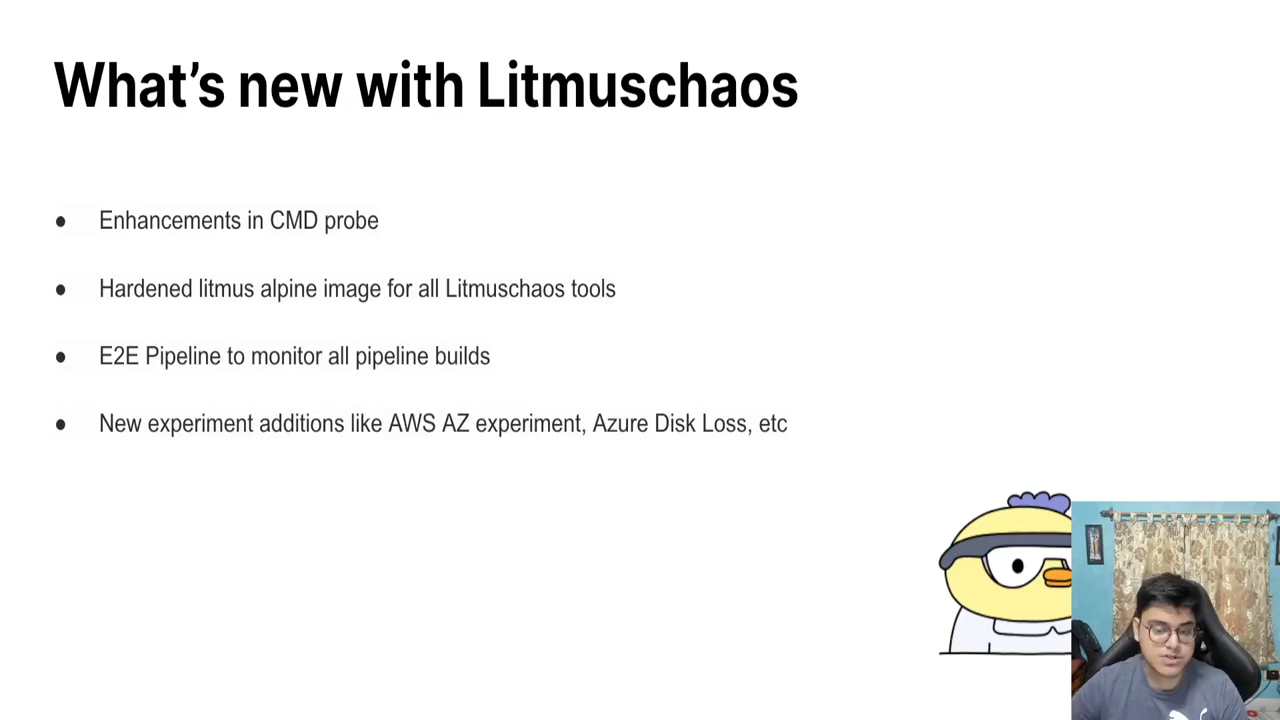 What’s new with Litmuschaos
● Enhancements in CMD probe
● Hardened litmus alpine image for all Litmuschaos tools
● E2E Pipeline to monitor all pipeline builds
● New experiment additions like AWS AZ experiment, Azure Disk Loss, etc